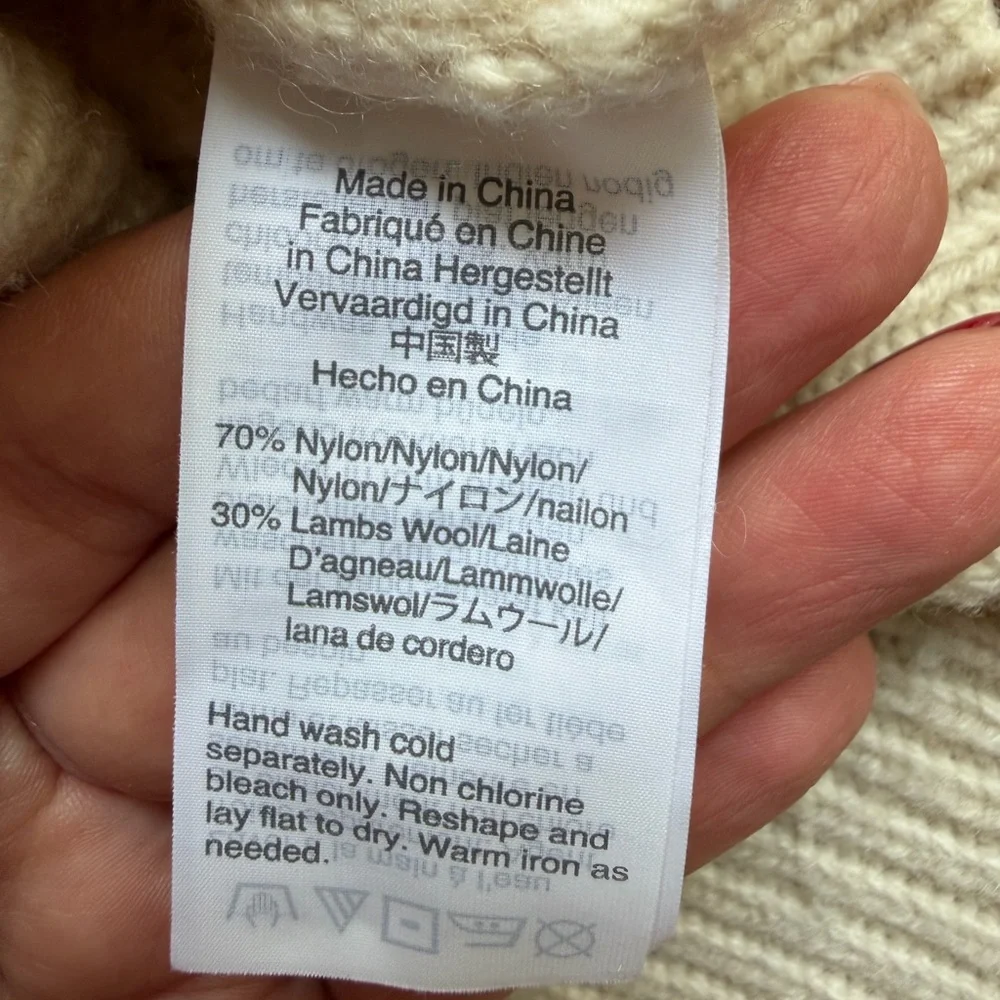 Made in China
Fabriqué en Chine
in China Hergestellt
Vervaardigd in China
中国製
Hecho en China
70% Nylon/Nylon/Nylon/
Nylon/ナイロン/nailon
30% Lambs Wool/Laine
D'agneau/Lammwolle/
Lamswol/ラムウール/
lana de cordero
Hand wash cold
separately. Non chlorine
bleach only. Reshape and
lay flat to dry. Warm iron as
needed.